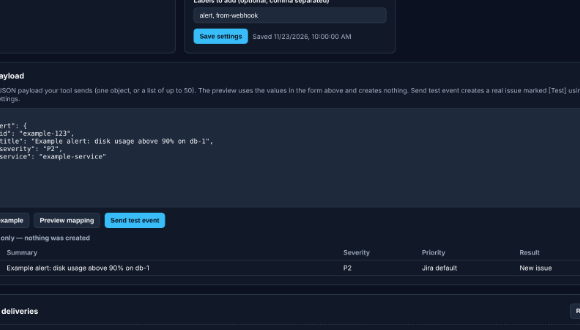 Labels to add (optional, comma separated)
alert, from-webhook
Save settings Saved 11/23/2026, 10:00:00 AM
ayload
JSON payload your tool sends (one object, or a list of up to 50). The preview uses the values in the form above and creates nothing. Send test event creates a real issue marked [Test] usin
ttings.
ert": {
id": "example-123",
title": "Example alert: disk usage above 90% on db-1",
severity": "P2",
service": "example-service"
xample Preview mapping Send test event
only — nothing was created
Summary Severity Priority Result
Example alert: disk usage above 90% on db-1 P2 Jira default New issue
deliveries R